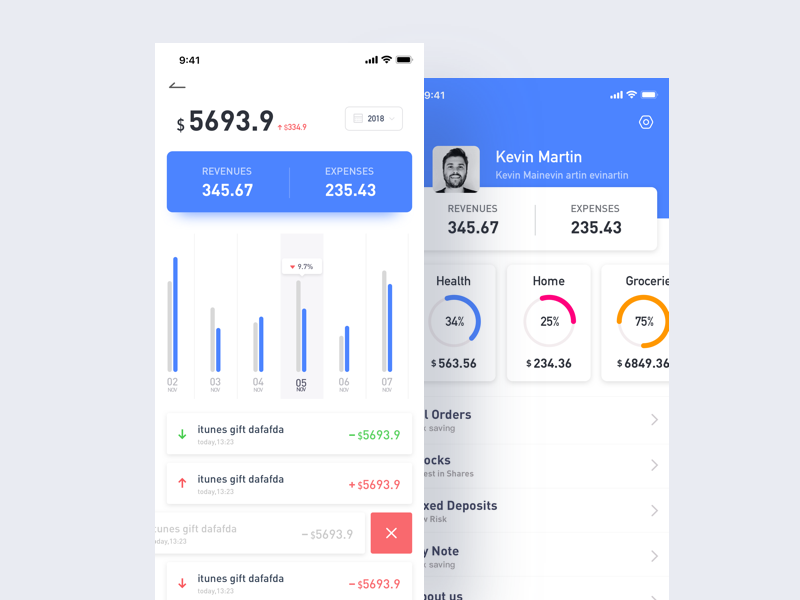 9:41
$5693.9
↑$334.9
2018
REVENUES EXPENSES
345.67 235.43
9.7%
02 03 04 05 06 07
NOV NOV NOV NOV NOV NOV
itunes gift dafafda
today,13:23
−$5693.9
itunes gift dafafda
today,13:23
+$5693.9
itunes gift dafafda
day,13:23
−$5693.9
itunes gift dafafda
today,13:23
−$5693.9
9:41
Kevin Martin
Kevin Mainevin artin evinartin
REVENUES EXPENSES
345.67 235.43
Health Home Grocerie
34% 25% 75%
$563.56 $234.36 $6849.36
l Orders
saving
ocks
est in Shares
xed Deposits
w Risk
y Note
saving
out us